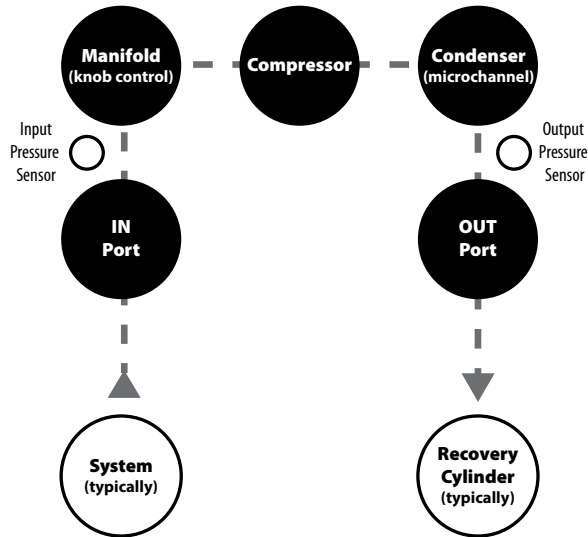 Manifold
(knob control)
Compressor
Condenser
(microchannel)
Input
Pressure
Sensor
Output
Pressure
Sensor
IN
Port
OUT
Port
System
(typically)
Recovery
Cylinder
(typically)